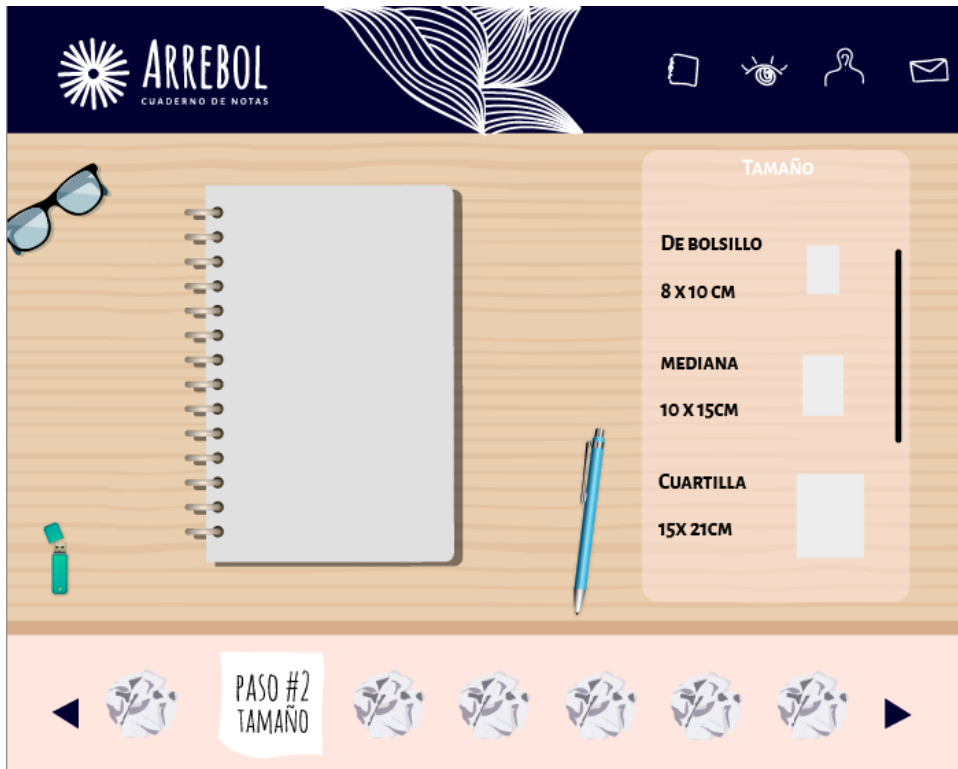 ARREBOL
CUADERNO DE NOTAS
TAMAÑO
DE BOLSILLO
8 X 10 CM
MEDIANA
10 X 15CM
CUARTILLA
15X 21CM
PASO #2
TAMAÑO